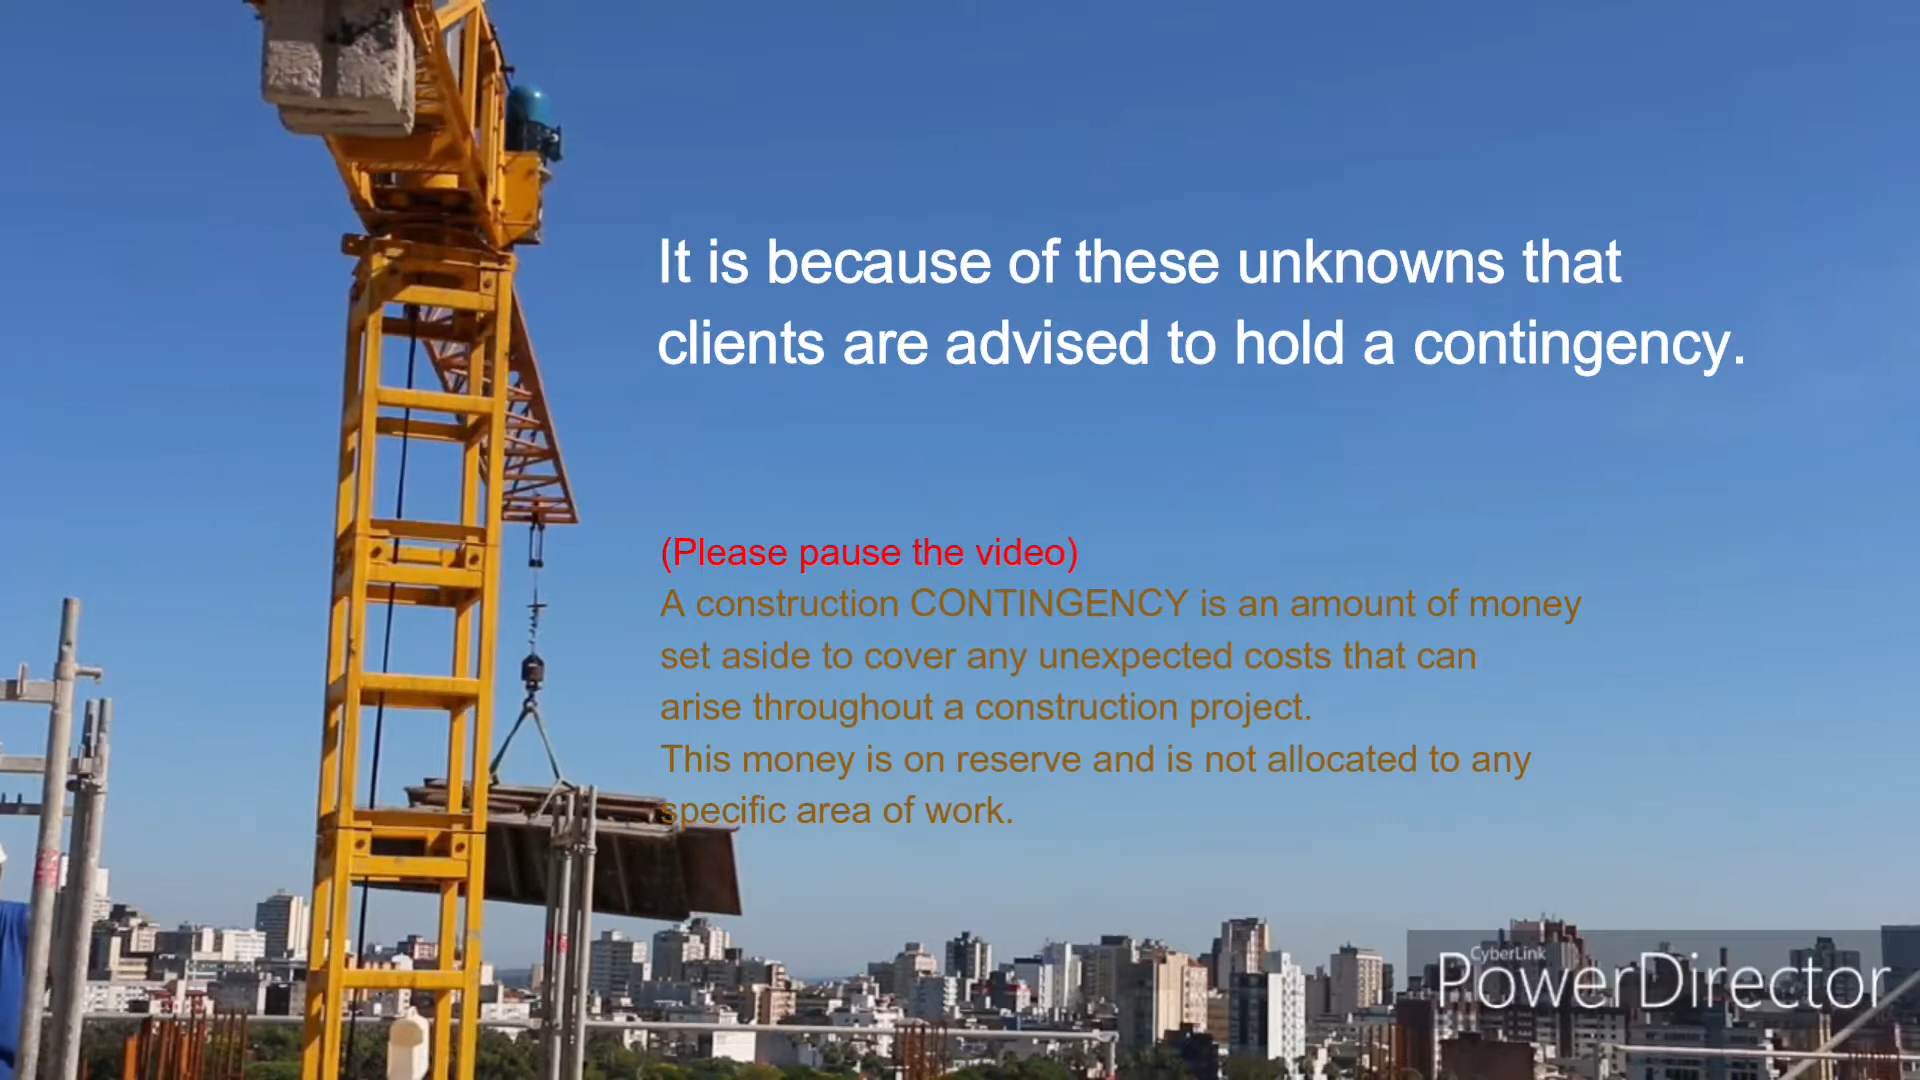 It is because of these unknowns that
clients are advised to hold a contingency.
(Please pause the video)
A construction CONTINGENCY is an amount of money
set aside to cover any unexpected costs that can
arise throughout a construction project.
This money is on reserve and is not allocated to any
specific area of work.
CyberLink
PowerDirector